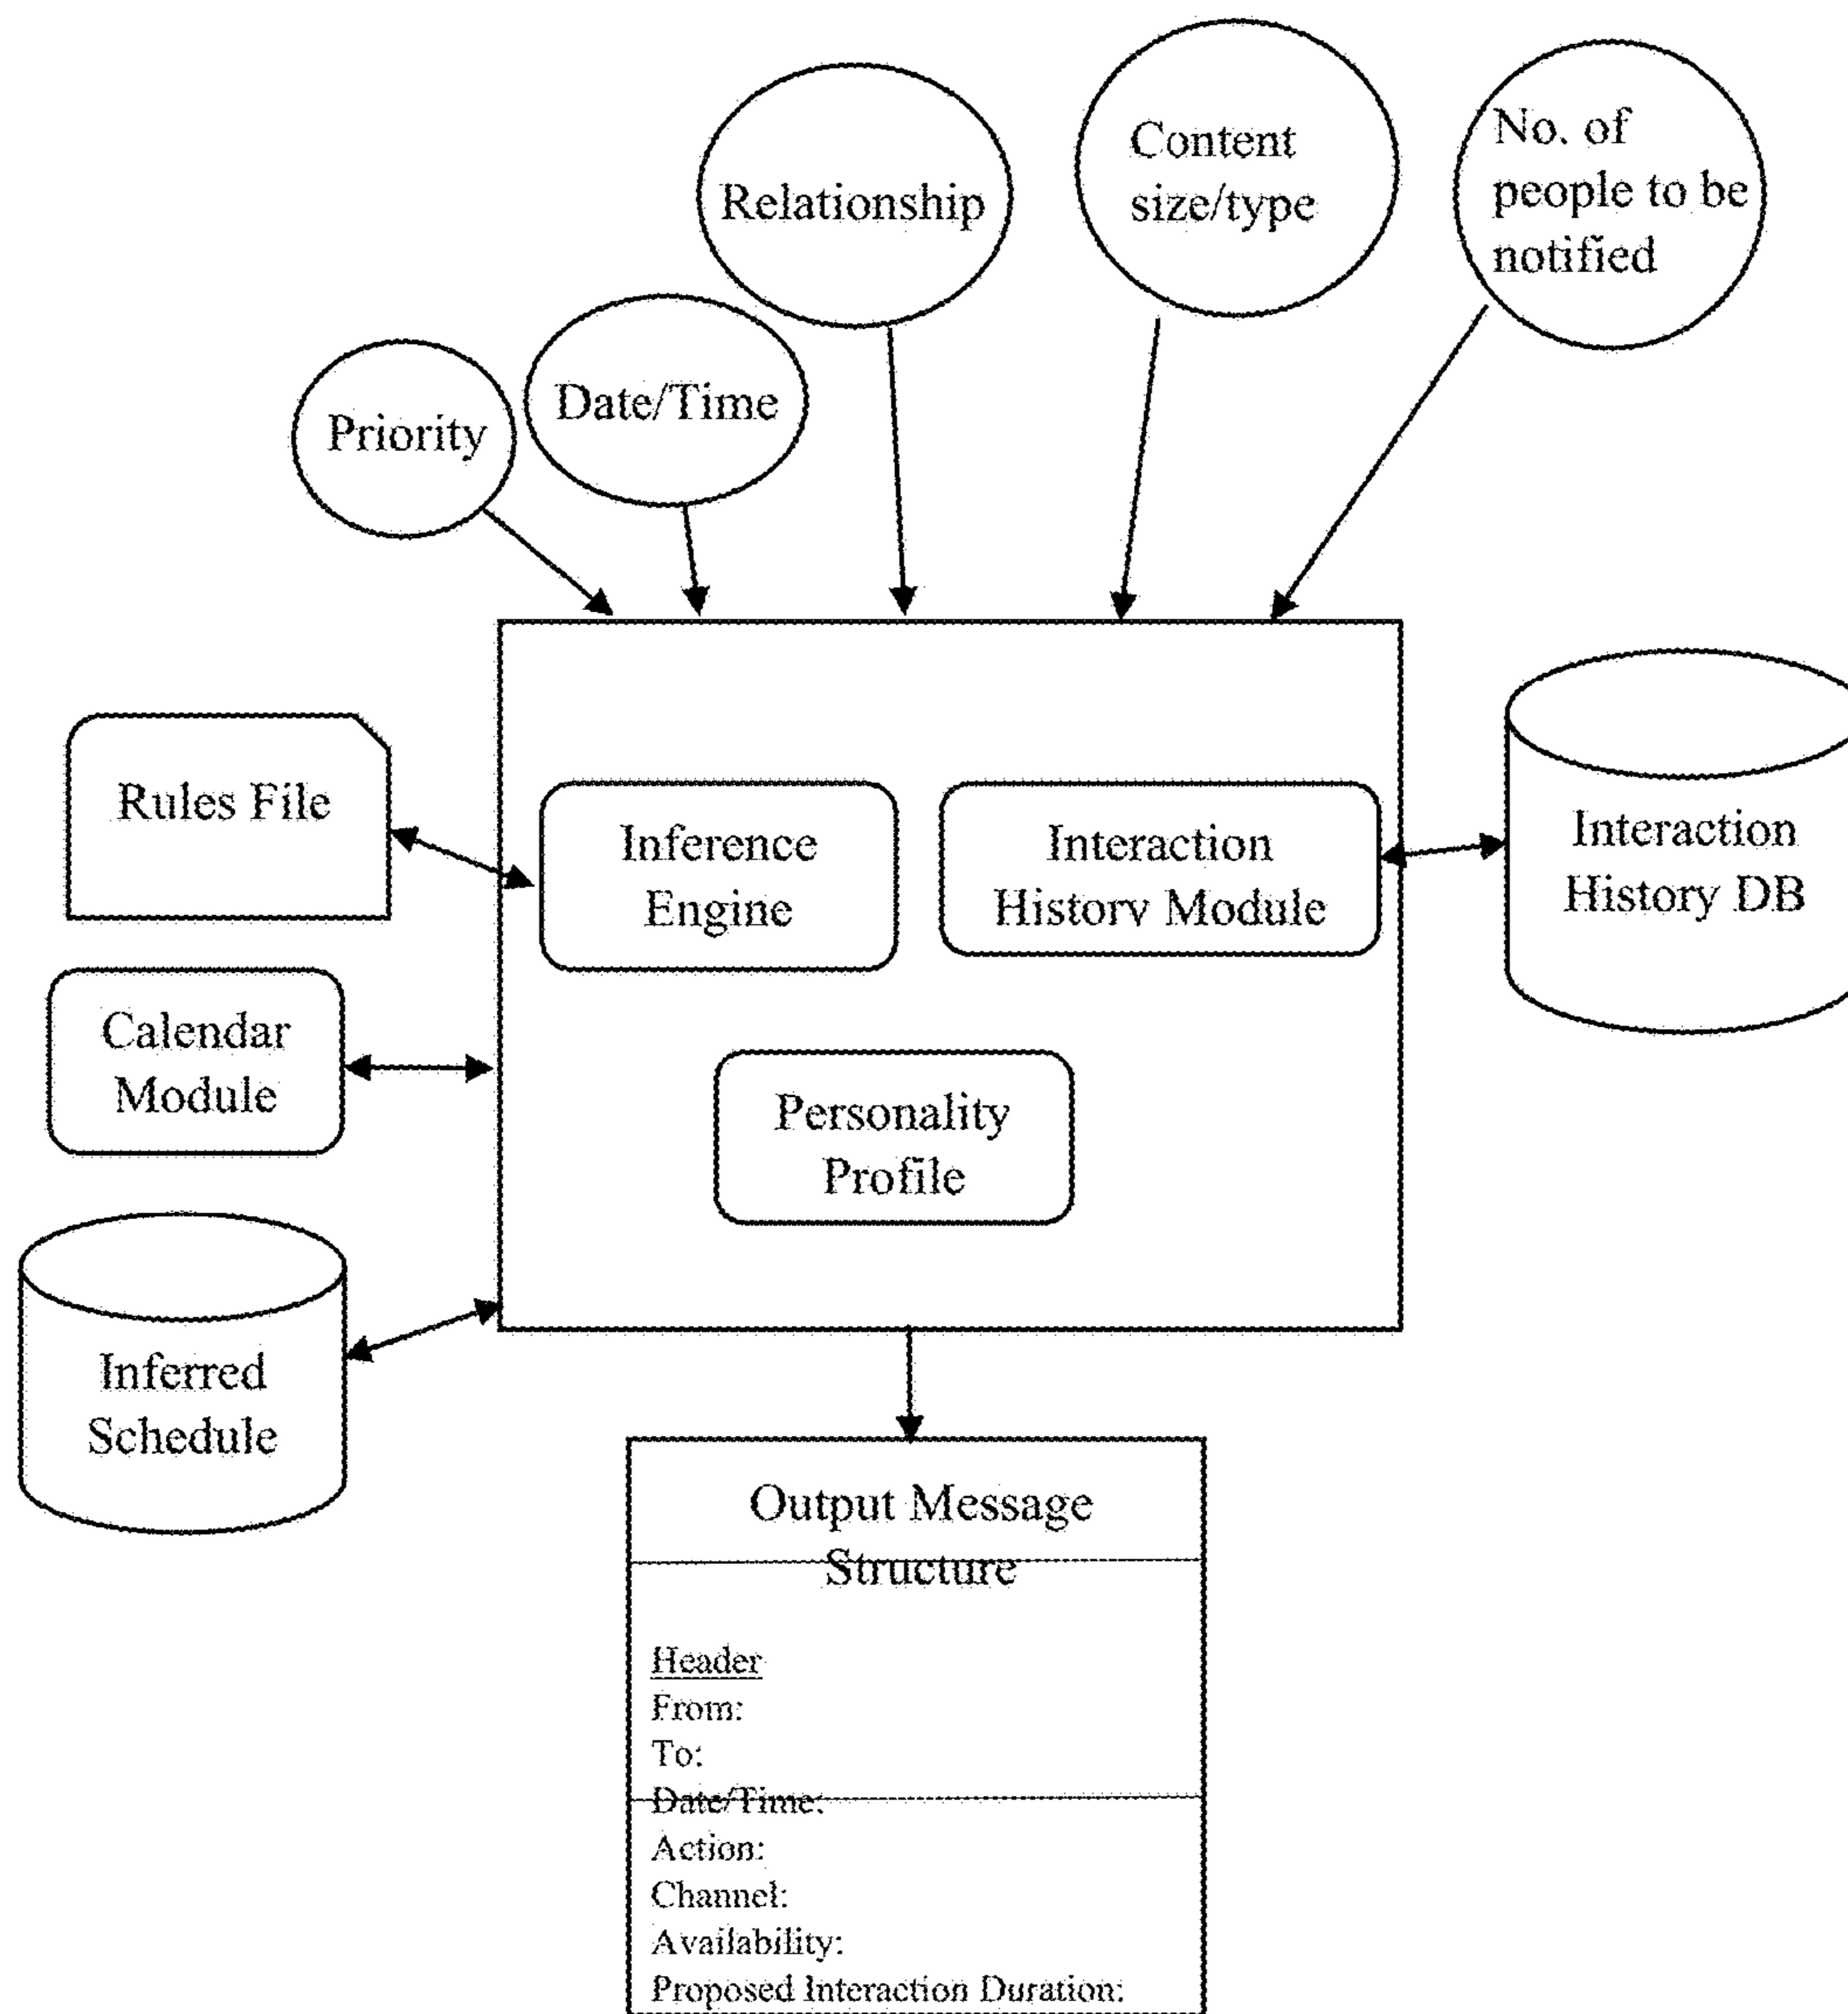 Content
size/type
No. of
people to be
notified
Relationship
Date/Time
Priority
Rules File
Inference
Engine
Interaction
History Module
Interaction
History DB
Calendar
Module
Personality
Profile
Inferred
Schedule
Output Message
Structure
Header
From:
To:
Date/Time:
Action:
Channel:
Availability:
Proposed Interaction Duration: